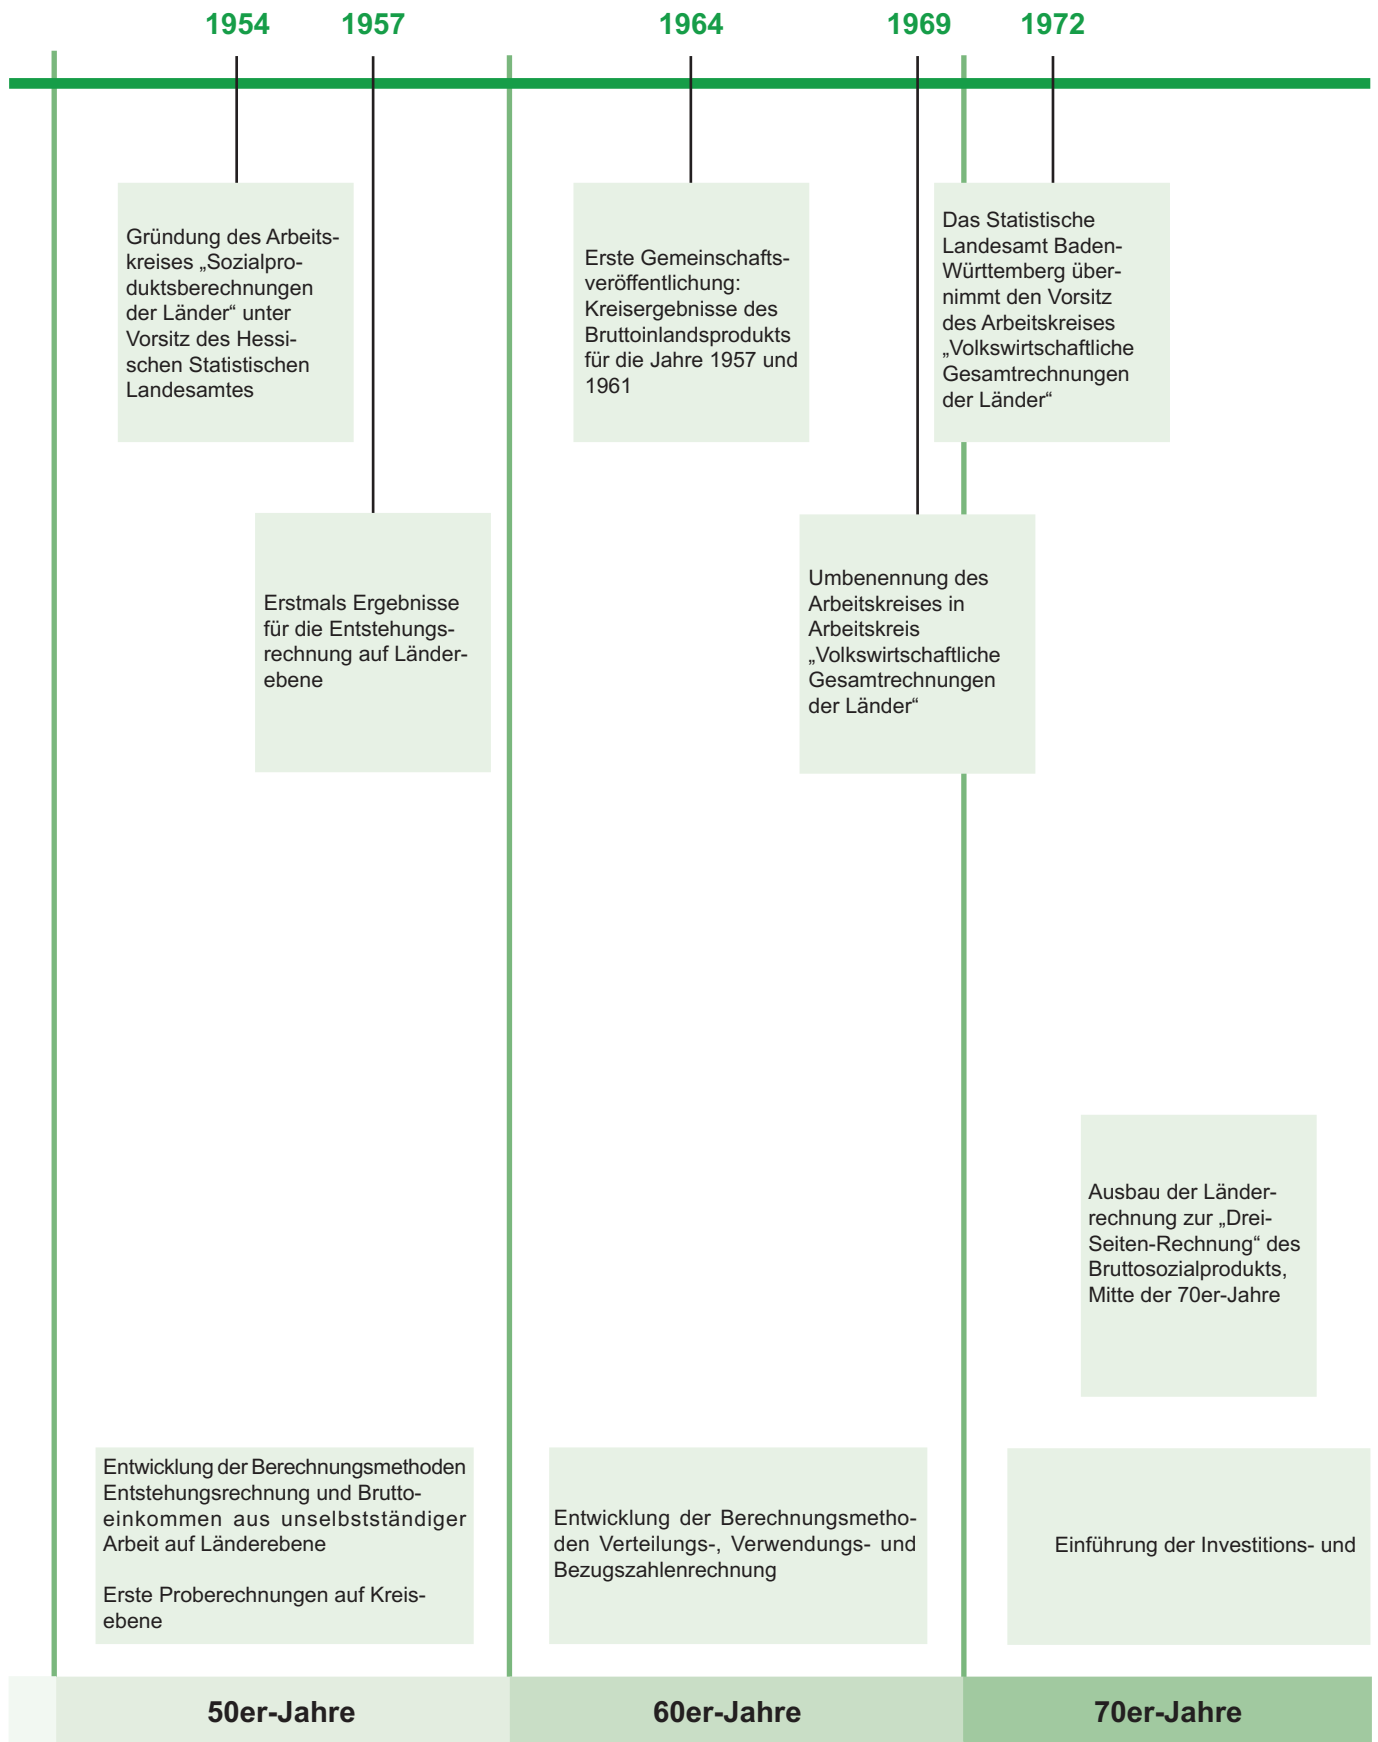 1954 1957 1964 1969 1972
Gründung des Arbeits-
kreises „Sozialpro-
duktsberechnungen
der Länder“ unter
Vorsitz des Hessi-
schen Statistischen
Landesamtes
Erstmals Ergebnisse
für die Entstehungs-
rechnung auf Länder-
ebene
Erste Gemeinschafts-
veröffentlichung:
Kreisergebnisse des
Bruttoinlandsprodukts
für die Jahre 1957 und
1961
Umbenennung des
Arbeitskreises in
Arbeitskreis
„Volkswirtschaftliche
Gesamtrechnungen
der Länder“
Das Statistische
Landesamt Baden-
Württemberg über-
nimmt den Vorsitz
des Arbeitskreises
„Volkswirtschaftliche
Gesamtrechnungen
der Länder“
Ausbau der Länder-
rechnung zur „Drei-
Seiten-Rechnung“ des
Bruttosozialprodukts,
Mitte der 70er-Jahre
Entwicklung der Berechnungsmethoden
Entstehungsrechnung und Brutto-
einkommen aus unselbstständiger
Arbeit auf Länderebene
Erste Proberechnungen auf Kreis-
ebene
Entwicklung der Berechnungsmetho-
den Verteilungs-, Verwendungs- und
Bezugszahlenrechnung
Einführung der Investitions- und
50er-Jahre 60er-Jahre 70er-Jahre